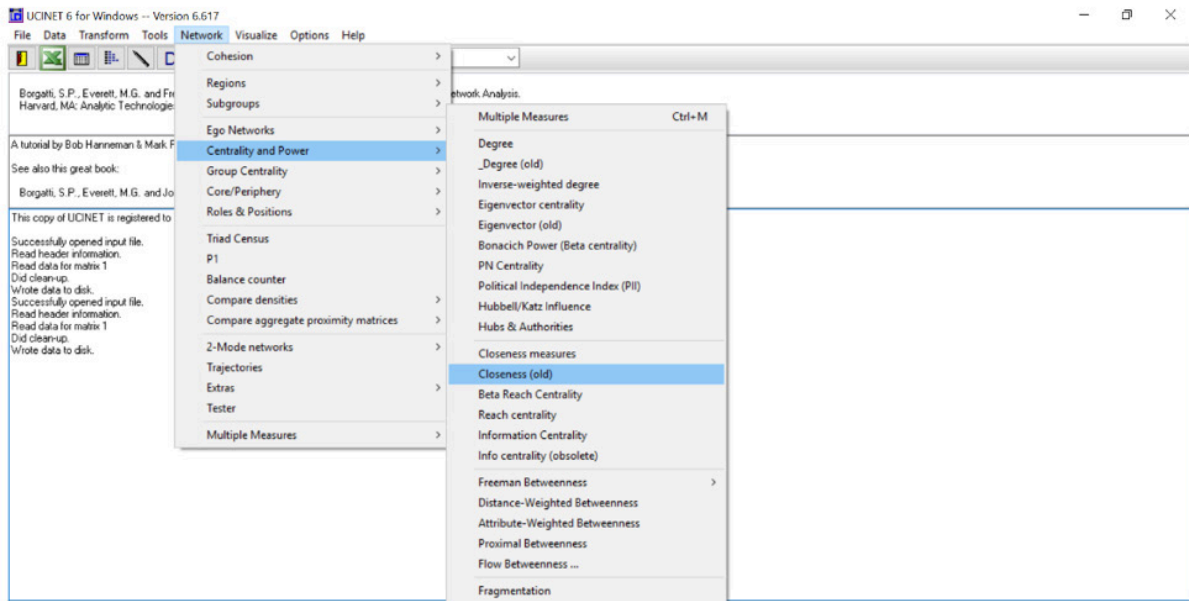 UCINET 6 for Windows -- Version 6.617
File Data Transform Tools Network Visualize Options Help
D
Borgatti, S.P., Everett, M.G. and Fre
etwork Analysis.
Harvard, MA: Analytic Technologie
A tutorial by Bob Hanneman & Mark F
See also this great book:
Borgatti, S.P., Everett, M.G. and Jo
This copy of UCINET is registered to
Successfully opened input file.
Read header information.
Read data for matrix 1
Did clean-up.
Wrote data to disk.
Successfully opened input file.
Read header information.
Read data for matrix 1
Did clean-up.
Wrote data to disk.
Cohesion
Regions
Subgroups
Ego Networks
Centrality and Power
Group Centrality
Core/Periphery
Roles & Positions
Triad Census
P1
Balance counter
Compare densities
Compare aggregate proximity matrices
2-Mode networks
Trajectories
Extras
Tester
Multiple Measures
Multiple Measures Ctrl+M
Degree
_Degree (old)
Inverse-weighted degree
Eigenvector centrality
Eigenvector (old)
Bonacich Power (Beta centrality)
PN Centrality
Political Independence Index (PII)
Hubbell/Katz Influence
Hubs & Authorities
Closeness measures
Closeness (old)
Beta Reach Centrality
Reach centrality
Information Centrality
Info centrality (obsolete)
Freeman Betweenness
Distance-Weighted Betweenness
Attribute-Weighted Betweenness
Proximal Betweenness
Flow Betweenness ...
Fragmentation